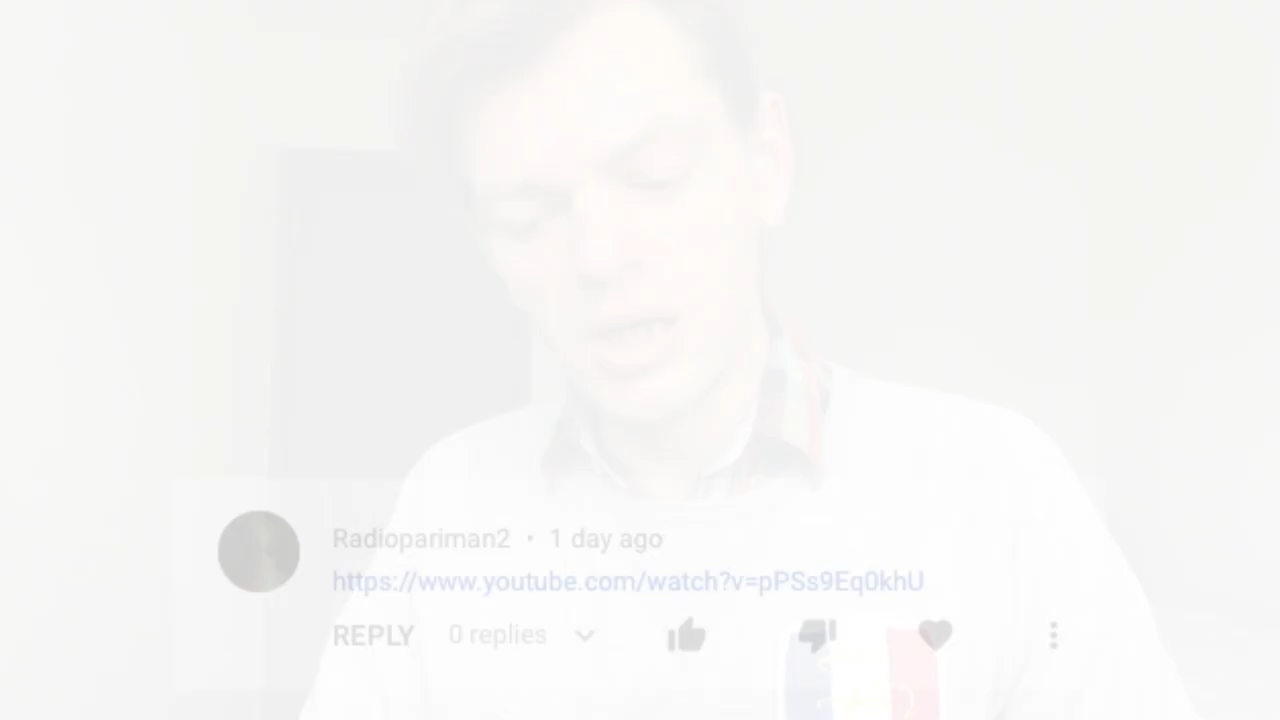 Radiopariman2 • 1 day ago
https://www.youtube.com/watch?v=pPSs9Eq0khU
REPLY 0 replies